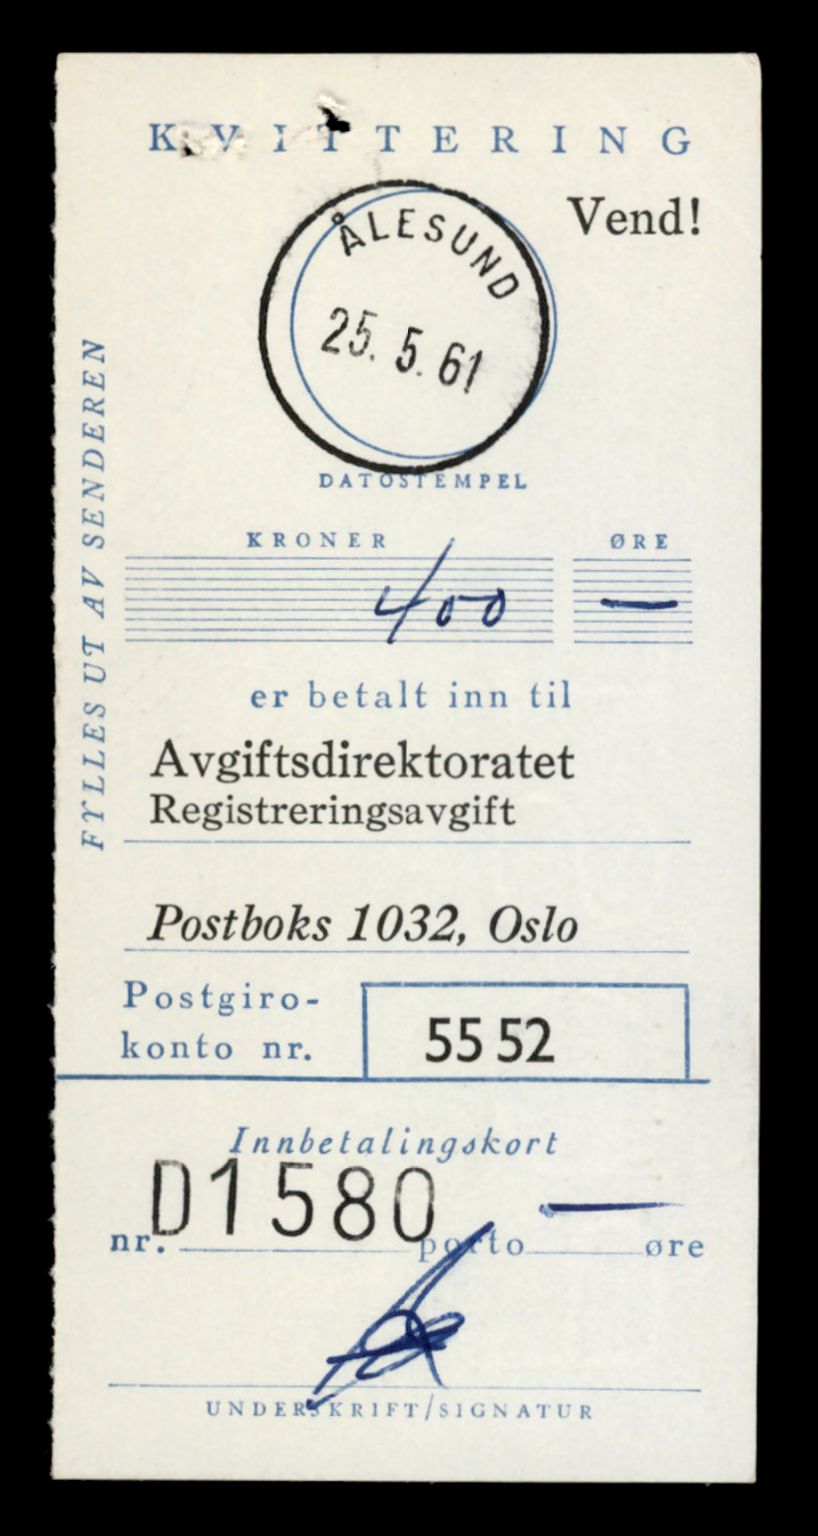 KVITTERING
Vend!
ÅLESUND
25. 5. 61
DATOSTEMPEL
FYLLES UT AV SENDEREN
KRONER ØRE
400 —
er betalt inn til
Avgiftsdirektoratet
Registreringsavgift
Postboks 1032, Oslo
Postgiro-
konto nr. 55 52
Innbetalingskort
nr. D1580 porto — øre
UNDERSKRIFT/SIGNATUR